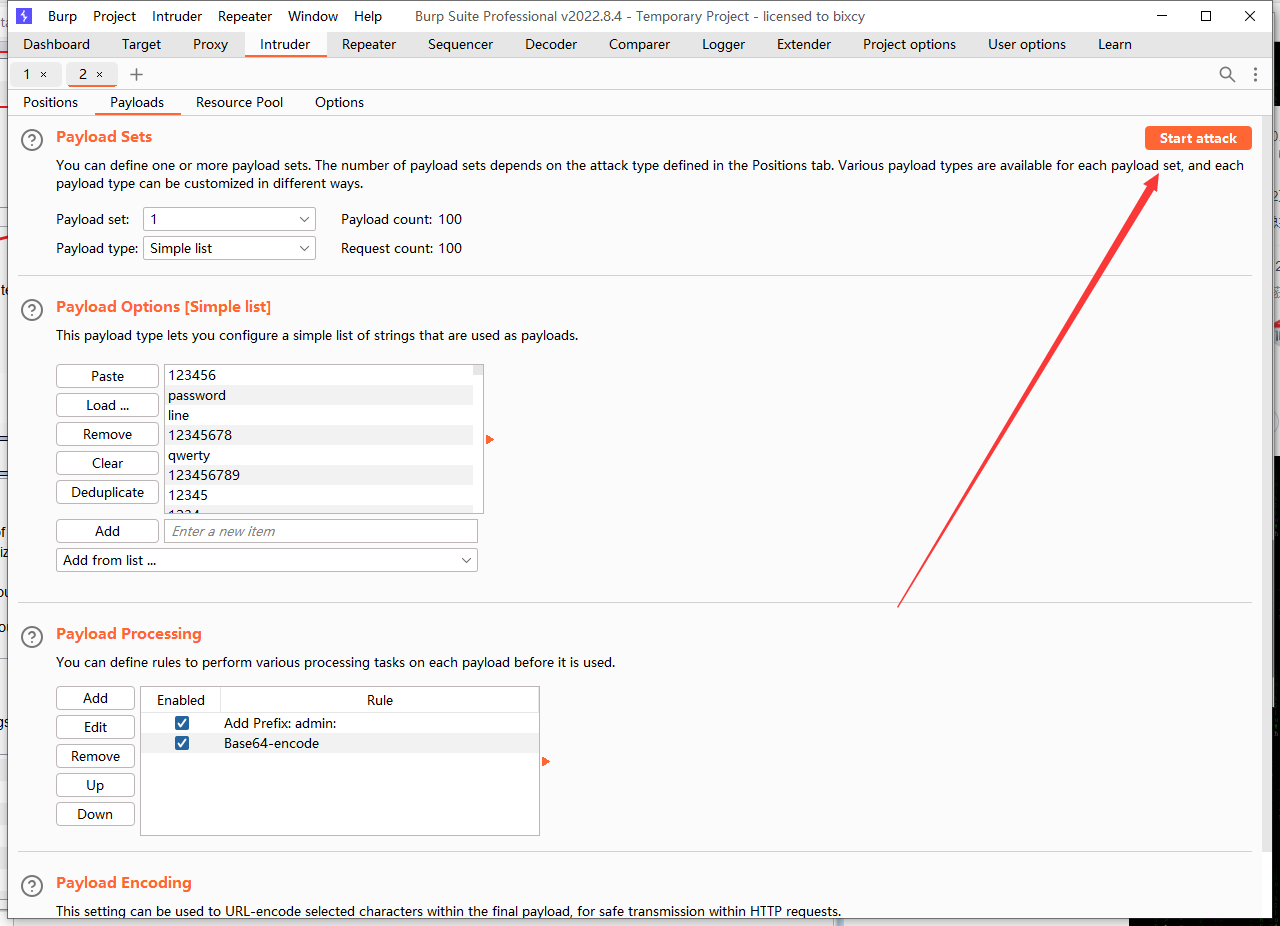 Burp Project Intruder Repeater Window Help Burp Suite Professional v2022.8.4 - Temporary Project - licensed to bixcy
Dashboard Target Proxy Intruder Repeater Sequencer Decoder Comparer Logger Extender Project options User options Learn
1 × 2 ×
Positions Payloads Resource Pool Options
Payload Sets
Start attack
You can define one or more payload sets. The number of payload sets depends on the attack type defined in the Positions tab. Various payload types are available for each payload set, and each
payload type can be customized in different ways.
Payload set: 1 Payload count: 100
Payload type: Simple list Request count: 100
Payload Options [Simple list]
This payload type lets you configure a simple list of strings that are used as payloads.
Paste
Load ...
Remove
Clear
Deduplicate
123456
password
line
12345678
qwerty
123456789
12345
1234
Add Enter a new item
Add from list ...
Payload Processing
You can define rules to perform various processing tasks on each payload before it is used.
Add
Edit
Remove
Up
Down
Enabled Rule
Add Prefix: admin:
Base64-encode
Payload Encoding
This setting can be used to URL-encode selected characters within the final payload, for safe transmission within HTTP requests.